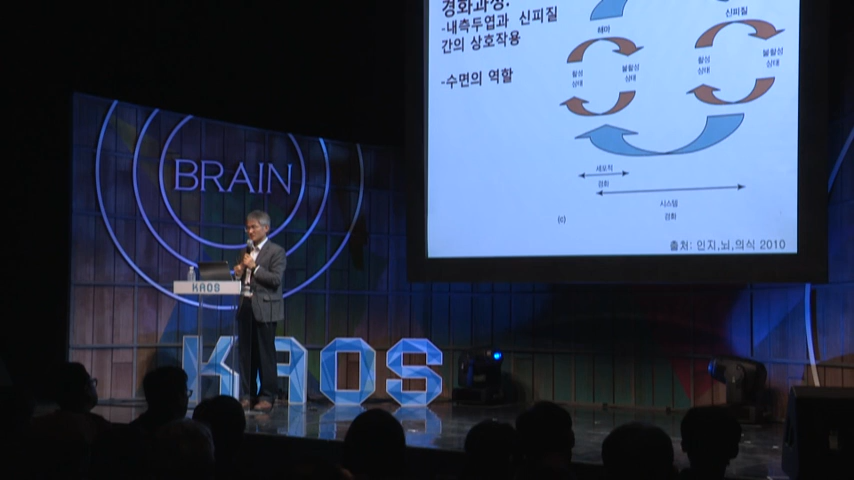 경화과정:
-내측두엽과 신피질
간의 상호작용
-수면의 역할
해마
신피질
활성
상태
불활성
상태
활성
상태
불활성
상태
세포적
경화
시스템
경화
(c)
출처: 인지,뇌,의식 2010
BRAIN
KAOS
KAOS